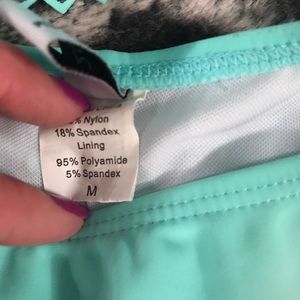 % Nylon
18% Spandex
Lining
95% Polyamide
5% Spandex
M